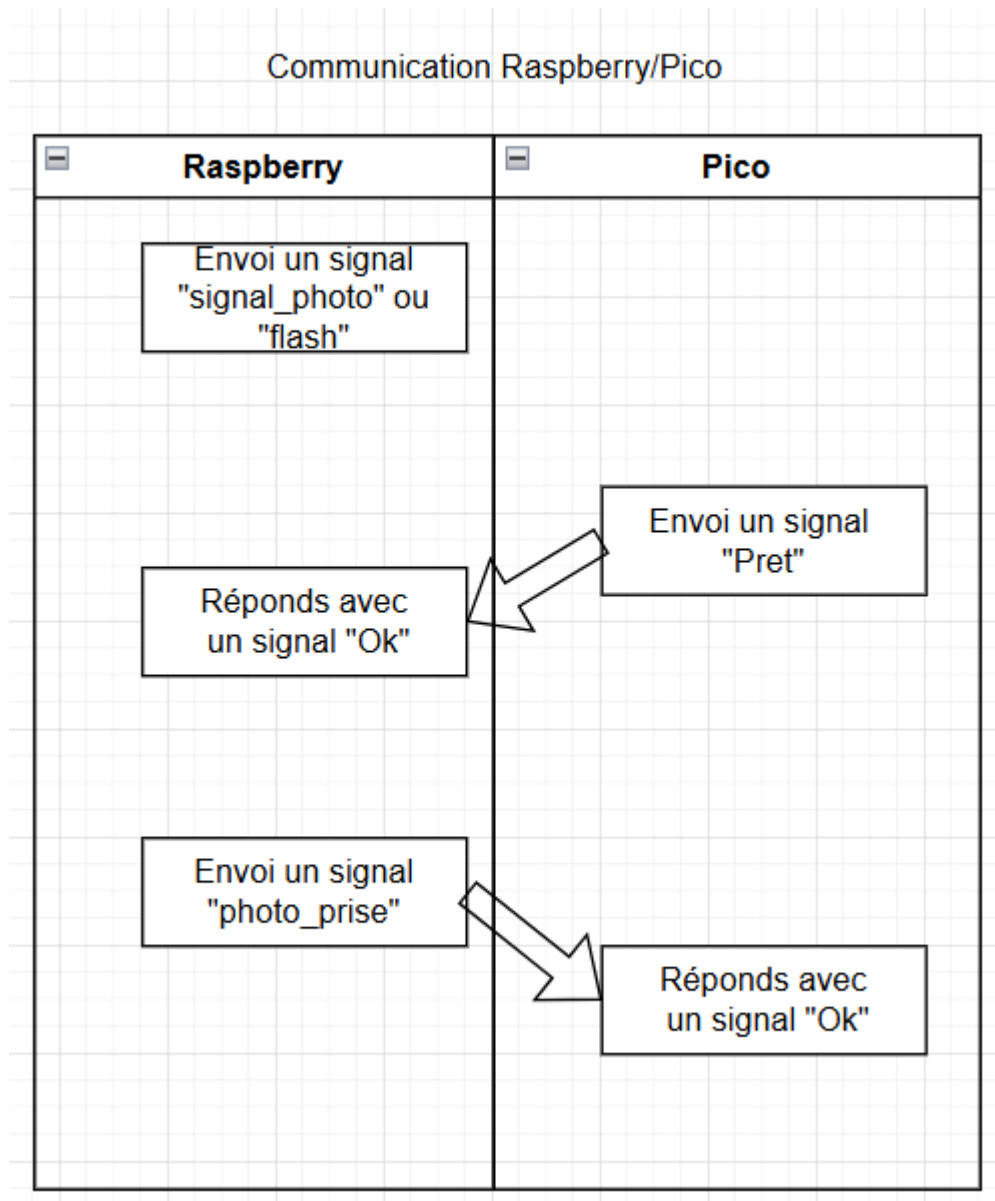 Communication Raspberry/Pico
Raspberry
Pico
Envoi un signal
"signal_photo" ou
"flash"
Envoi un signal
"Pret"
Réponds avec
un signal "Ok"
Envoi un signal
"photo_prise"
Réponds avec
un signal "Ok"